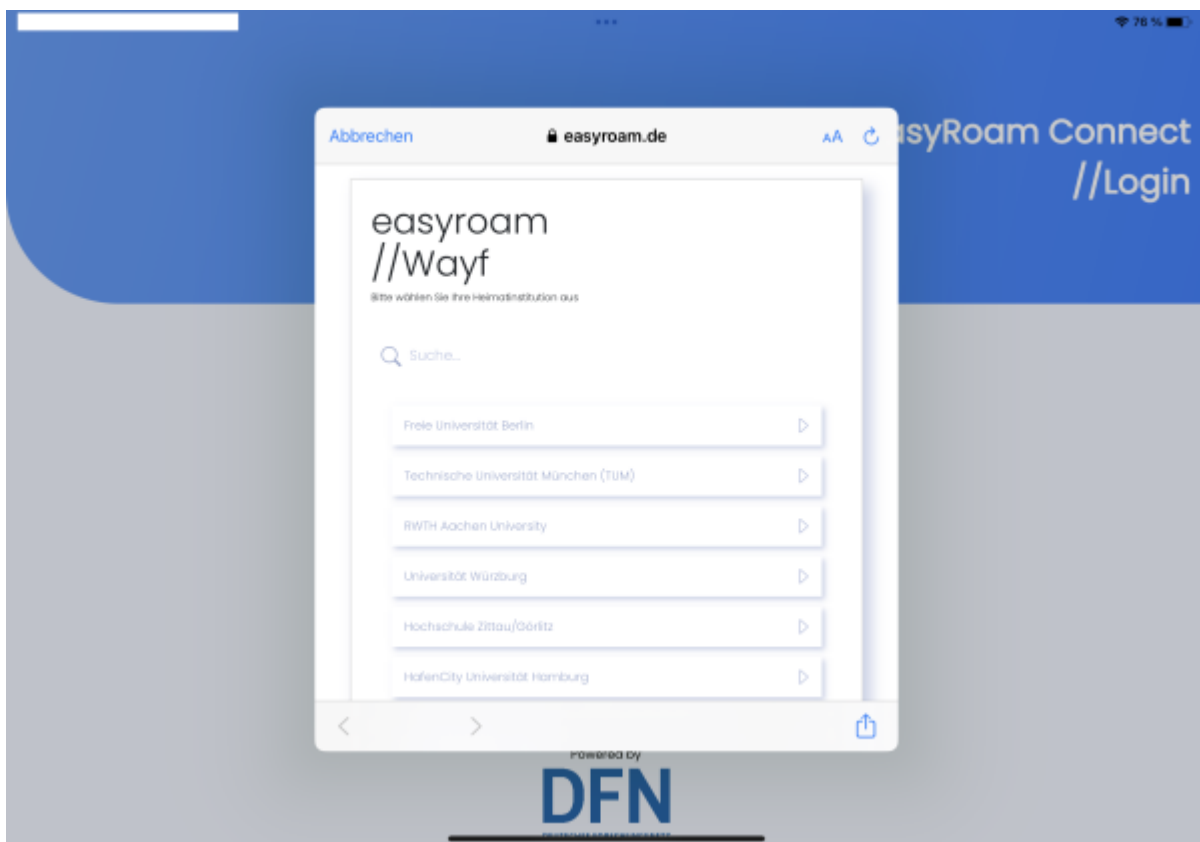 76 %
Abbrechen
easyroam.de
AA
syRoam Connect
//Login
easyroam
//Wayf
Bitte wählen Sie Ihre Heimatinstitution aus
Suche...
Freie Universität Berlin
Technische Universität München (TUM)
RWTH Aachen University
Universität Würzburg
Hochschule Zittau/Görlitz
HafenCity Universität Hamburg
Powered by
DFN